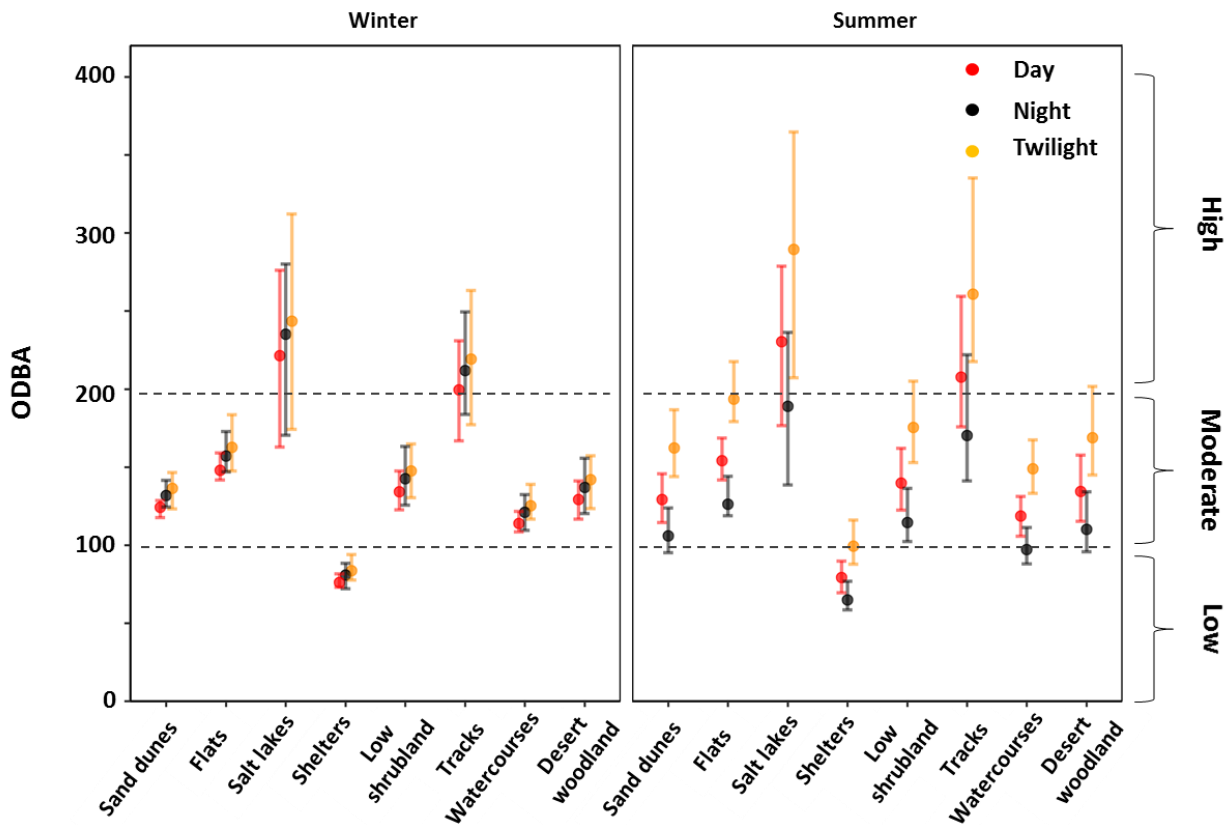 Winter
Summer
400
300
200
100
0
ODBA
Day
Night
Twilight
High
Moderate
Low
Sand dunes
Flats
Salt lakes
Shelters
Low
shrubland
Tracks
Watercourses
Desert
woodland
Sand dunes
Flats
Salt lakes
Shelters
Low
shrubland
Tracks
Watercourses
Desert
woodland